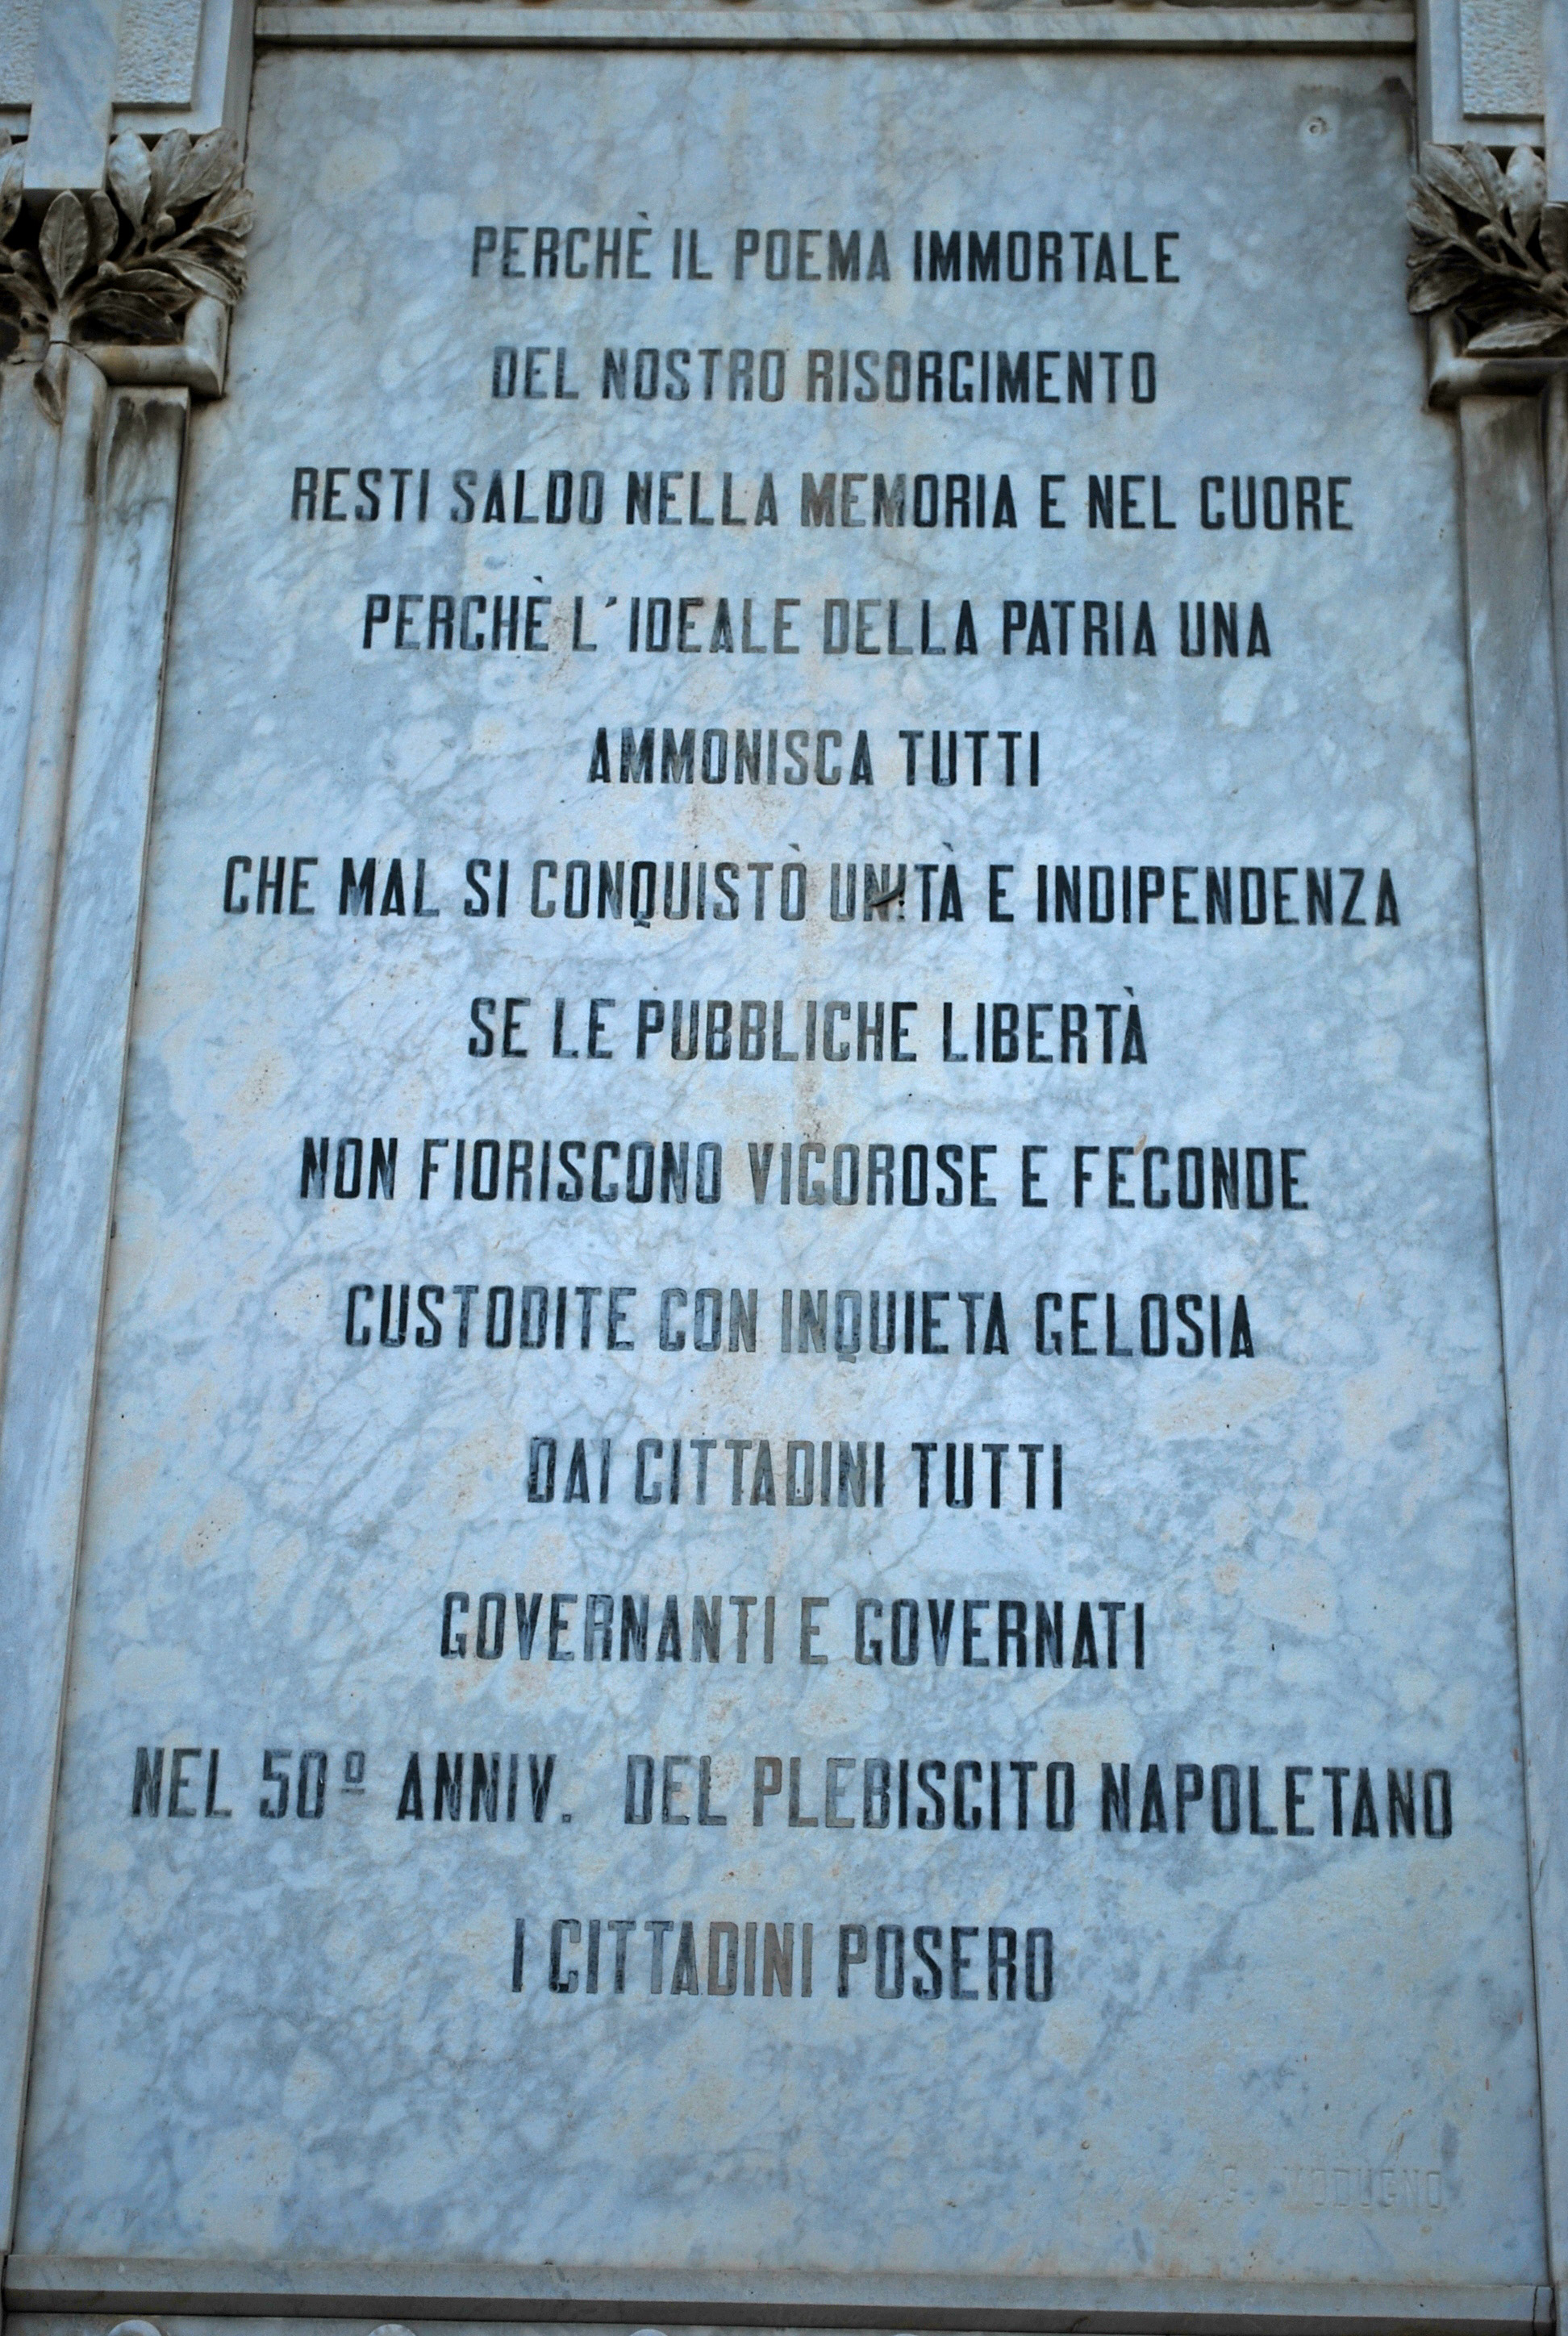 PERCHÈ IL POEMA IMMORTALE
DEL NOSTRO RISORGIMENTO
RESTI SALDO NELLA MEMORIA E NEL CUORE
PERCHÈ L'IDEALE DELLA PATRIA UNA
AMMONISCA TUTTI
CHE MAL SI CONQUISTÒ UNITÀ E INDIPENDENZA
SE LE PUBBLICHE LIBERTÀ
NON FIORISCONO VIGOROSE E FECONDE
CUSTODITE CON INQUIETA GELOSIA
DAI CITTADINI TUTTI
GOVERNANTI E GOVERNATI
NEL 50º ANNIV. DEL PLEBISCITO NAPOLETANO
I CITTADINI POSERO
G. MODUGNO